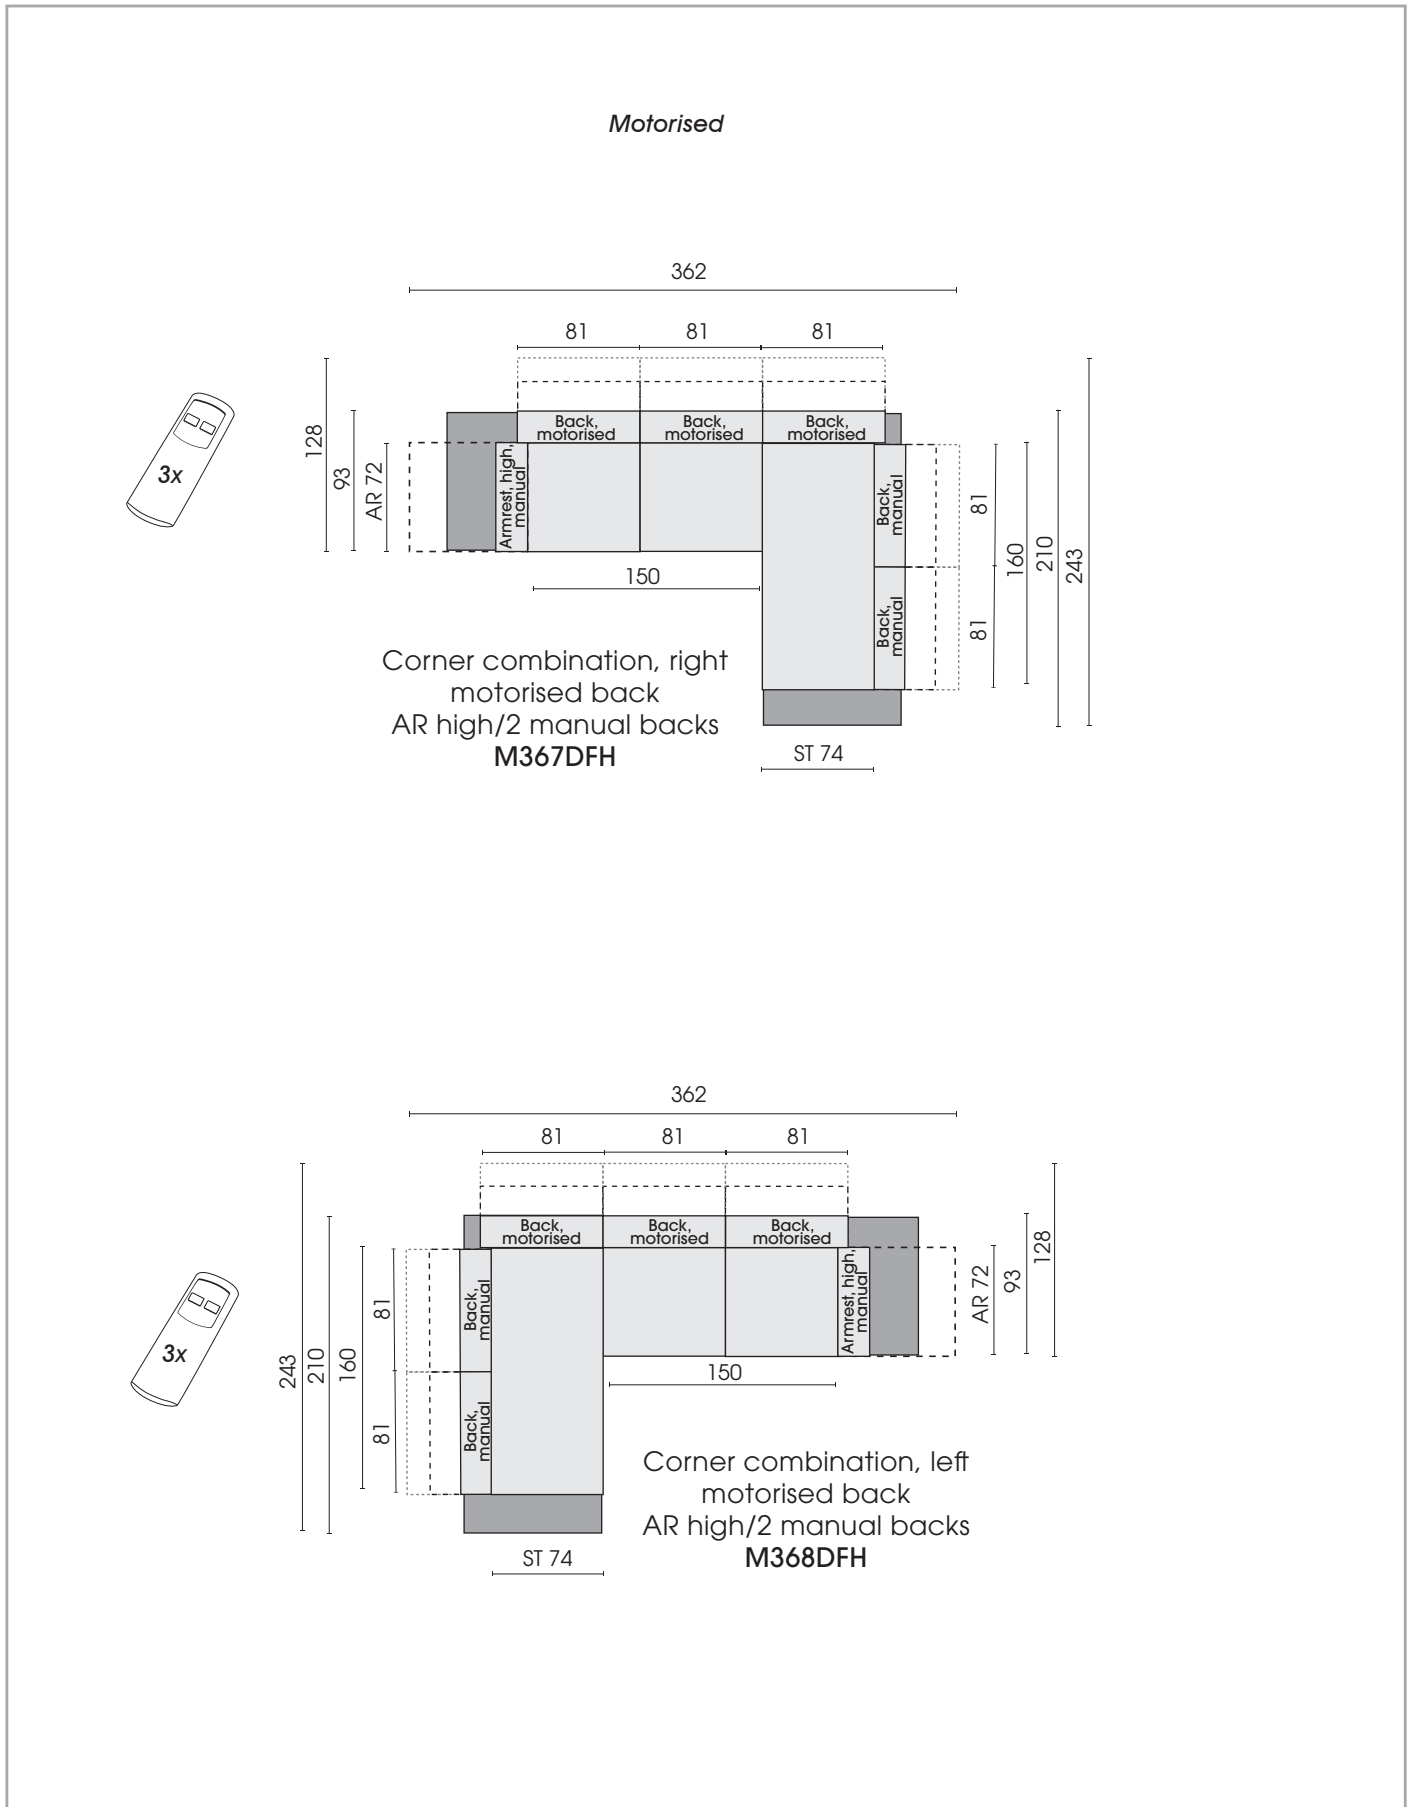 Motorised
362
81 81 81
Back,
motorised
Back,
motorised
Back,
motorised
3x
128
93
AR 72
Armrest, high,
manual
Back,
manual
Back,
manual
81
81
160
210
243
150
Corner combination, right
motorised back
AR high/2 manual backs
M367DFH
ST 74
362
81 81 81
Back,
motorised
Back,
motorised
Back,
motorised
3x
243
210
160
81
81
Back,
manual
Back,
manual
Armrest, high,
manual
AR 72
93
128
150
Corner combination, left
motorised back
AR high/2 manual backs
M368DFH
ST 74